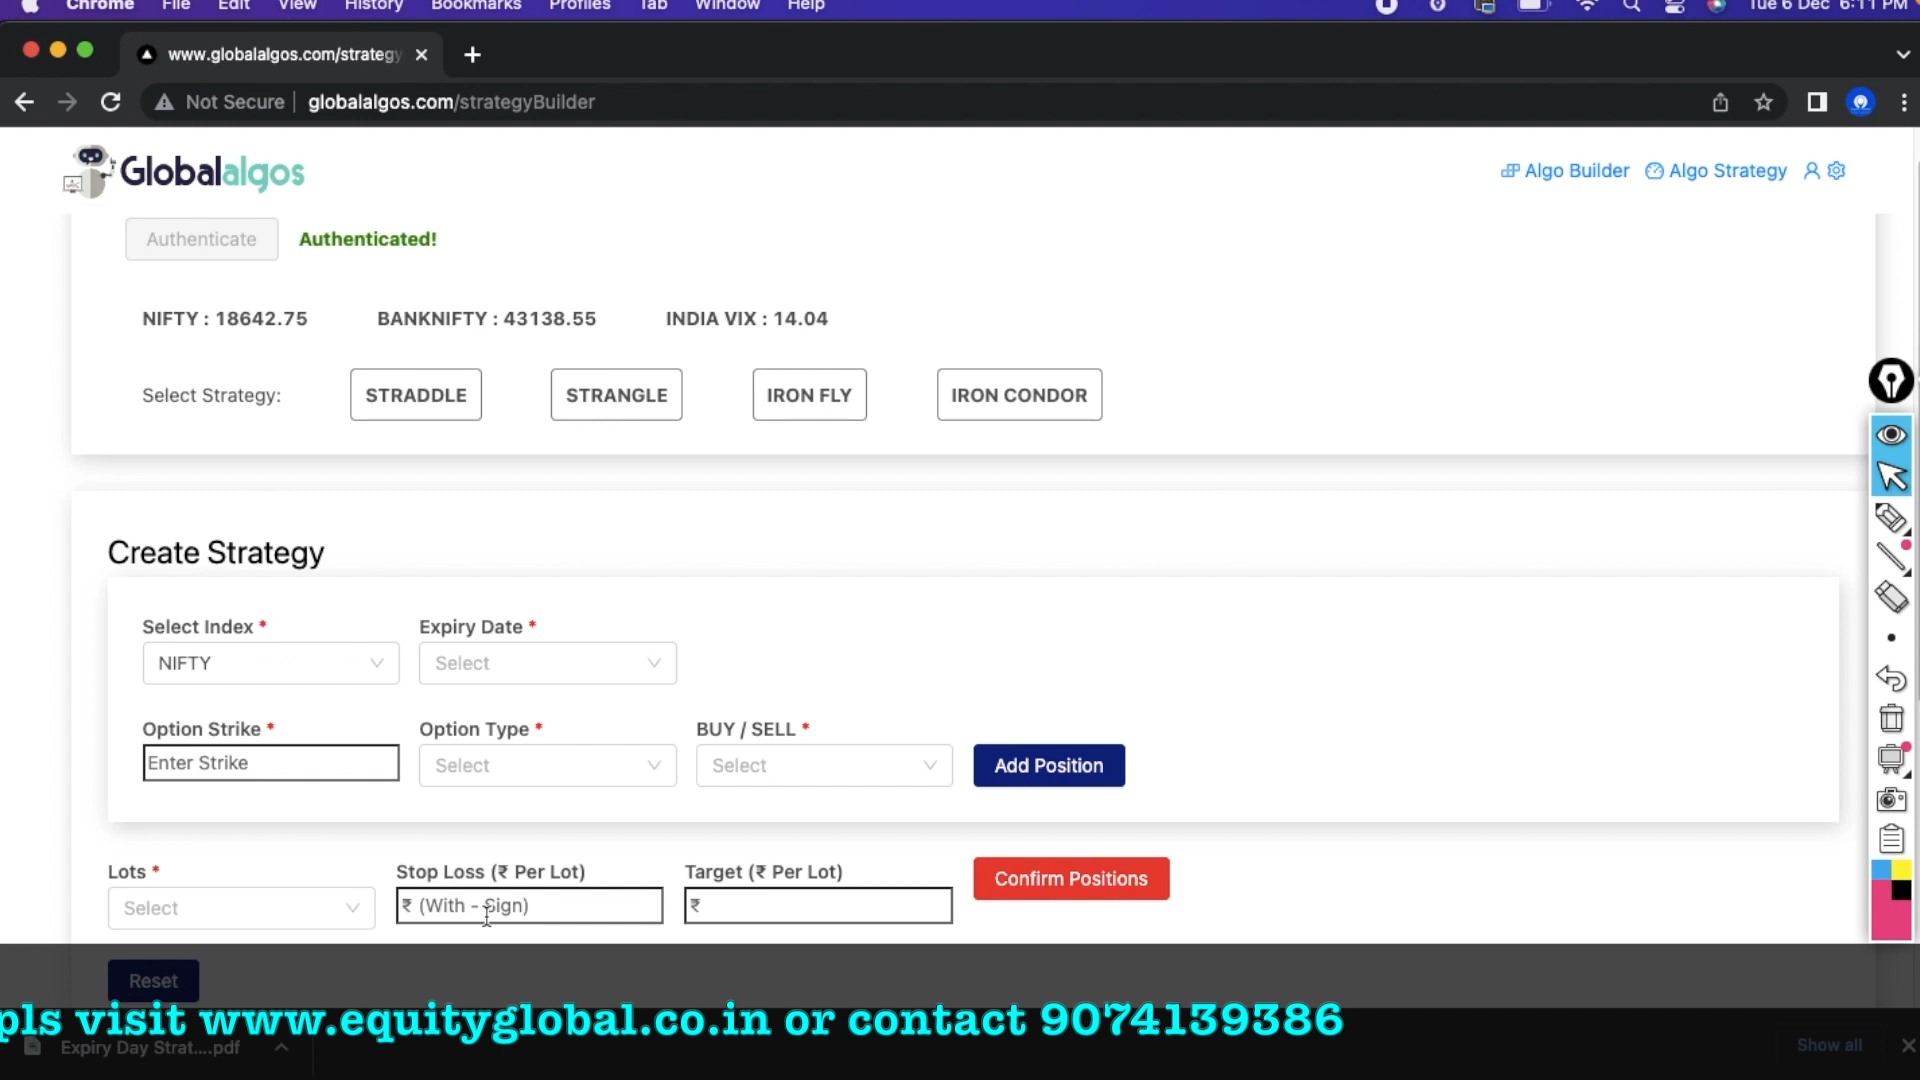 Chrome File Edit View History Bookmarks Profiles Tab Window Help Tue 6 Dec 6:11 PM
www.globalalgos.com/strategy
Not Secure globalalgos.com/strategyBuilder
Globalalgos Algo Builder Algo Strategy
Authenticate Authenticated!
NIFTY : 18642.75 BANKNIFTY : 43138.55 INDIA VIX : 14.04
Select Strategy: STRADDLE STRANGLE IRON FLY IRON CONDOR
Create Strategy
Select Index * Expiry Date *
NIFTY Select
Option Strike * Option Type * BUY / SELL *
Enter Strike Select Select Add Position
Lots * Stop Loss (₹ Per Lot) Target (₹ Per Lot) Confirm Positions
Select ₹ (With - Sign) ₹
Reset
pls visit www.equityglobal.co.in or contact 9074139386
Expiry Day Strat....pdf Show all